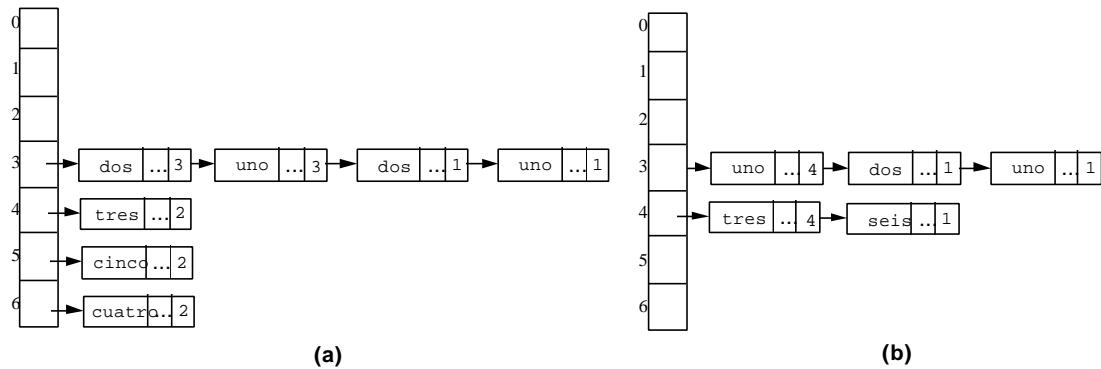 0
1
2
3 dos ... 3 uno ... 3 dos ... 1 uno ... 1
4 tres ... 2
5 cinco ... 2
6 cuatro ... 2
(a)
0
1
2
3 uno ... 4 dos ... 1 uno ... 1
4 tres ... 4 seis ... 1
5
6
(b)